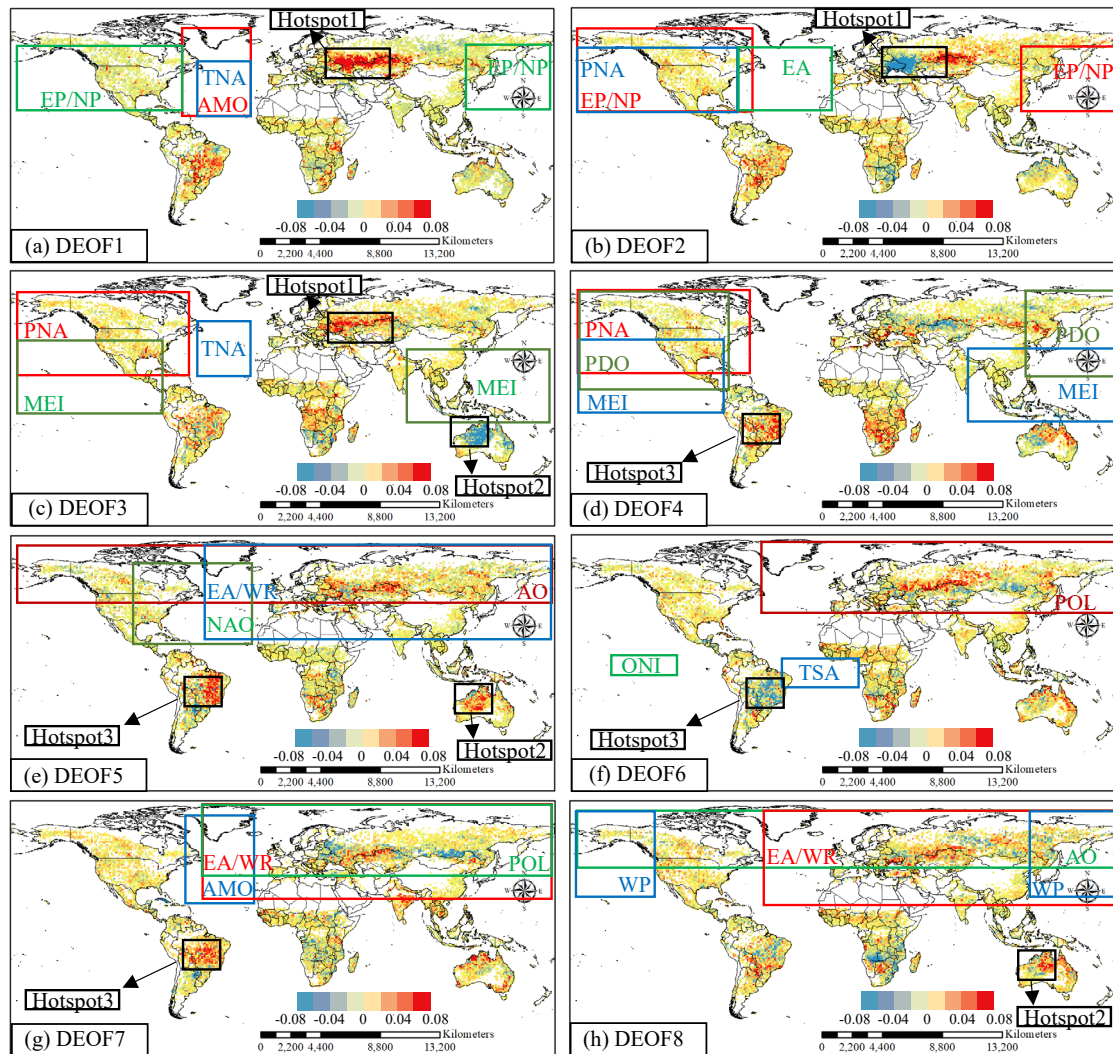 Hotspot1
EP/NP
TNA
AMO
EP/NP
N
W E
S
-0.08 -0.04 0 0.04 0.08
Kilometers
0 2,200 4,400 8,800 13,200
(a) DEOF1
Hotspot1
PNA
EP/NP
EA
EP/NP
N
W E
S
-0.08 -0.04 0 0.04 0.08
Kilometers
0 2,200 4,400 8,800 13,200
(b) DEOF2
Hotspot1
PNA
TNA
MEI
MEI
N
W E
S
-0.08 -0.04 0 0.04 0.08
Kilometers
0 2,200 4,400 8,800 13,200
Hotspot2
(c) DEOF3
PNA
PDO
MEI
PDO
MEI
N
W E
S
Hotspot3
-0.08 -0.04 0 0.04 0.08
Kilometers
0 2,200 4,400 8,800 13,200
(d) DEOF4
EA/WR
AO
NAO
N
W E
S
Hotspot3
Hotspot2
-0.08 -0.04 0 0.04 0.08
Kilometers
0 2,200 4,400 8,800 13,200
(e) DEOF5
POL
N
W E
S
ONI
TSA
Hotspot3
-0.08 -0.04 0 0.04 0.08
Kilometers
0 2,200 4,400 8,800 13,200
(f) DEOF6
EA/WR
POL
AMO
N
W E
S
Hotspot3
-0.08 -0.04 0 0.04 0.08
Kilometers
0 2,200 4,400 8,800 13,200
(g) DEOF7
EA/WR
AO
WP
WP
N
W E
S
-0.08 -0.04 0 0.04 0.08
Kilometers
0 2,200 4,400 8,800 13,200
Hotspot2
(h) DEOF8